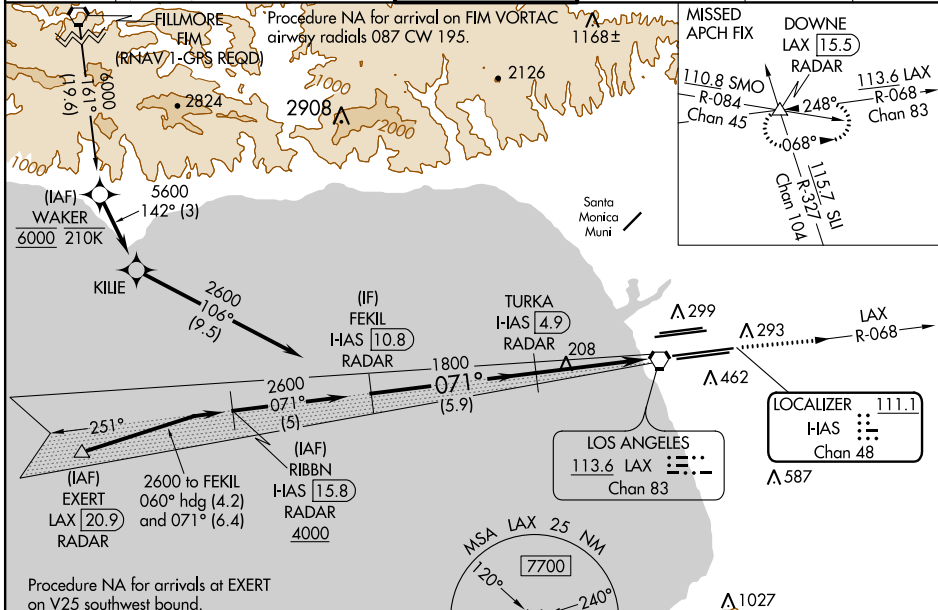 FILLMORE
FIM
(RNAV 1-GPS REQD)
6000
161°
(19.6)
Procedure NA for arrival on FIM VORTAC
airway radials 087 CW 195.
1168±
2126
2824
2908
1000
2000
1000
MISSED
APCH FIX
DOWNE
LAX 15.5
RADAR
110.8 SMO
R-084
Chan 45
113.6 LAX
R-068
Chan 83
248°
068°
115.7 SLI
R-327
Chan 104
(IAF)
WAKER
6000 210K
5600
142° (3)
KILIE
Santa
Monica
Muni
2600
106°
(9.5)
(IF)
FEKIL
I-IAS 10.8
RADAR
TURKA
I-IAS 4.9
RADAR
299
293
LAX
R-068
208
462
2600
071°
(5)
1800
071°
(5.9)
251°
(IAF)
EXERT
LAX 20.9
RADAR
2600 to FEKIL
060° hdg (4.2)
and 071° (6.4)
(IAF)
RIBBN
I-IAS 15.8
RADAR
4000
LOS ANGELES
113.6 LAX
Chan 83
LOCALIZER 111.1
I-IAS
Chan 48
587
MSA LAX 25 NM
7700
120°
240°
1027
Procedure NA for arrivals at EXERT
on V25 southwest bound.